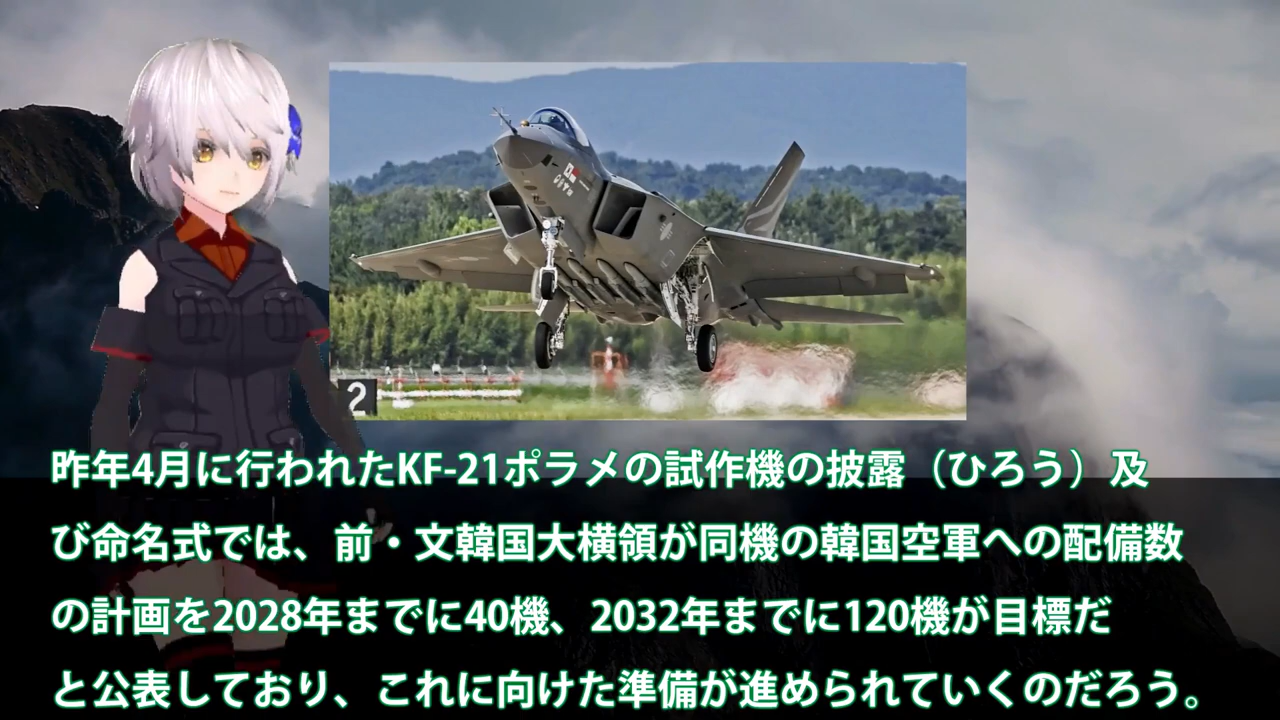 2
昨年4月に行われたKF-21ポラメの試作機の披露（ひろう）及
び命名式では、前・文韓国大横領が同機の韓国空軍への配備数
の計画を2028年までに40機、2032年までに120機が目標だ
と公表しており、これに向けた準備が進められていくのだろう。